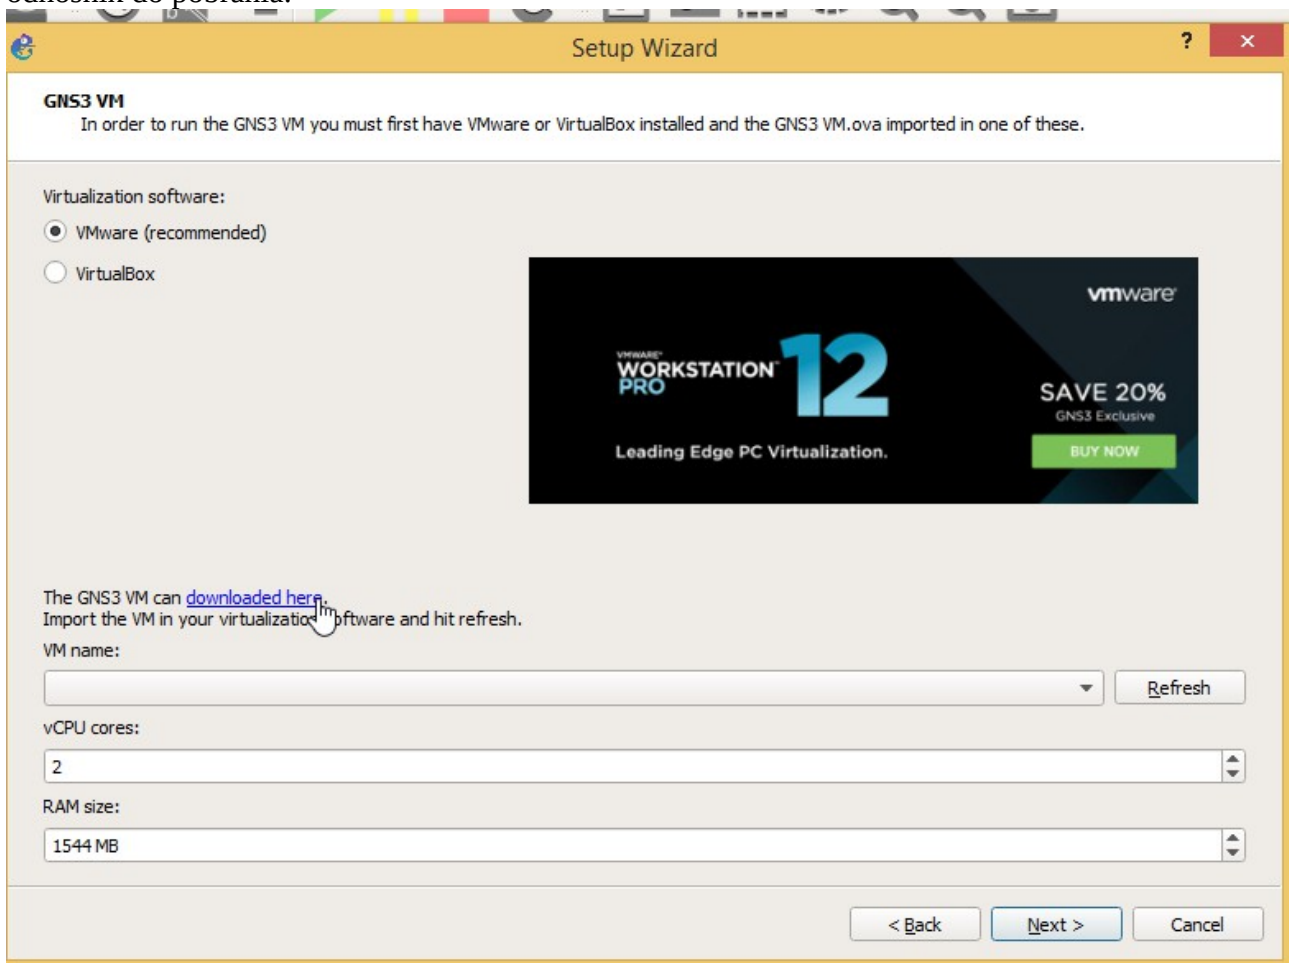 odnośnik do pobrania.
Setup Wizard
?
GNS3 VM
In order to run the GNS3 VM you must first have VMware or VirtualBox installed and the GNS3 VM.ova imported in one of these.
Virtualization software:
VMware (recommended)
VirtualBox
vmware
VMWARE
WORKSTATION
PRO
12
SAVE 20%
GNS3 Exclusive
Leading Edge PC Virtualization.
BUY NOW
The GNS3 VM can downloaded here.
Import the VM in your virtualization software and hit refresh.
VM name:
Refresh
vCPU cores:
2
RAM size:
1544 MB
< Back
Next >
Cancel